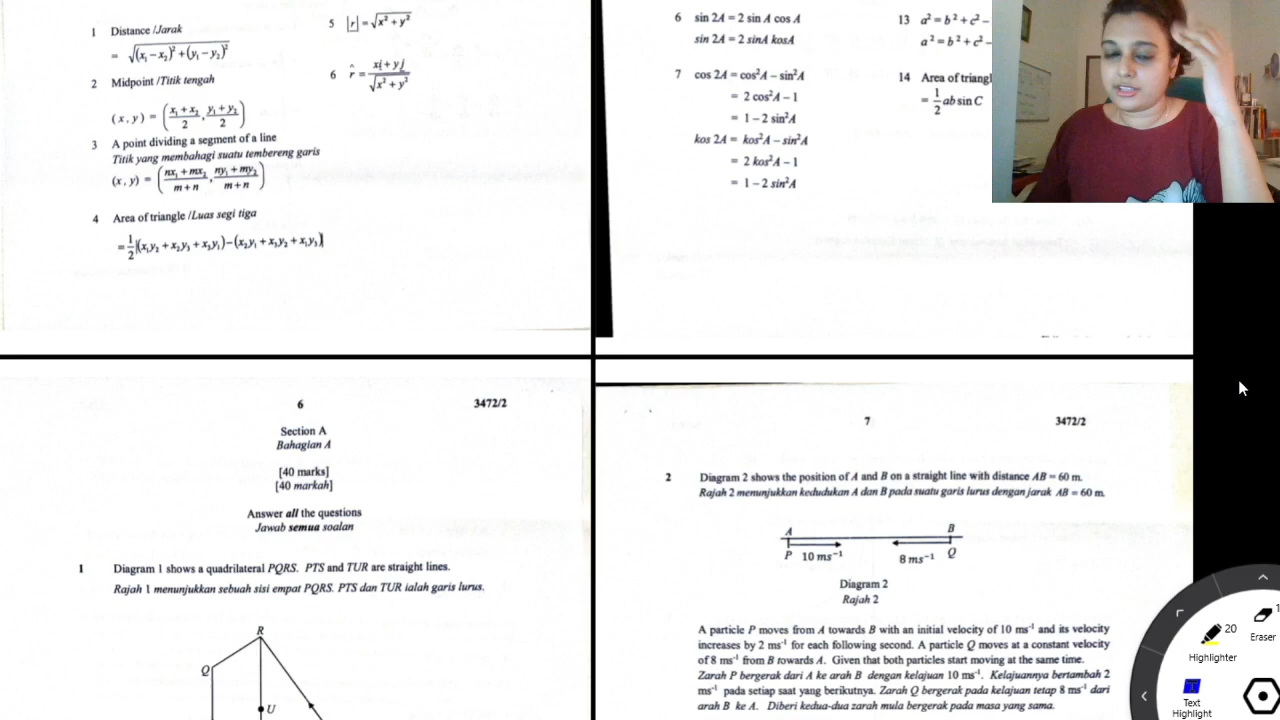 1 Distance /Jarak
= √(x₁ − x₂)² + (y₁ − y₂)²
2 Midpoint /Titik tengah
(x, y) = ((x₁ + x₂)/2, (y₁ + y₂)/2)
3 A point dividing a segment of a line
Titik yang membahagi suatu tembereng garis
(x, y) = ((nx₁ + mx₂)/(m + n), (ny₁ + my₂)/(m + n))
4 Area of triangle /Luas segi tiga
= 1/2 |(x₁y₂ + x₂y₃ + x₃y₁) − (x₂y₁ + x₃y₂ + x₁y₃)|
5 |r| = √x² + y²
6 r̂ = (xi + yj)/√x² + y²
6 sin 2A = 2 sin A cos A
sin 2A = 2 sinA kosA
7 cos 2A = cos²A − sin²A
= 2 cos²A − 1
= 1 − 2 sin²A
kos 2A = kos²A − sin²A
= 2 kos²A − 1
= 1 − 2 sin²A
13 a² = b² + c² −
a² = b² + c² −
14 Area of triangl
= 1/2 ab sin C
6 3472/2
Section A
Bahagian A
[40 marks]
[40 markah]
Answer all the questions
Jawab semua soalan
1 Diagram 1 shows a quadrilateral PQRS. PTS and TUR are straight lines.
Rajah 1 menunjukkan sebuah sisi empat PQRS. PTS dan TUR ialah garis lurus.
R
Q
U
7 3472/2
2 Diagram 2 shows the position of A and B on a straight line with distance AB = 60 m.
Rajah 2 menunjukkan kedudukan A dan B pada suatu garis lurus dengan jarak AB = 60 m.
A B
P 10 ms⁻¹ 8 ms⁻¹ Q
Diagram 2
Rajah 2
A particle P moves from A towards B with an initial velocity of 10 ms⁻¹ and its velocity
increases by 2 ms⁻¹ for each following second. A particle Q moves at a constant velocity
of 8 ms⁻¹ from B towards A. Given that both particles start moving at the same time.
Zarah P bergerak dari A ke arah B dengan kelajuan 10 ms⁻¹. Kelajuannya bertambah 2
ms⁻¹ pada setiap saat yang berikutnya. Zarah Q bergerak pada kelajuan tetap 8 ms⁻¹ dari
arah B ke A. Diberi kedua-dua zarah mula bergerak pada masa yang sama.
20
Highlighter
1
Eraser
Text
Highlight